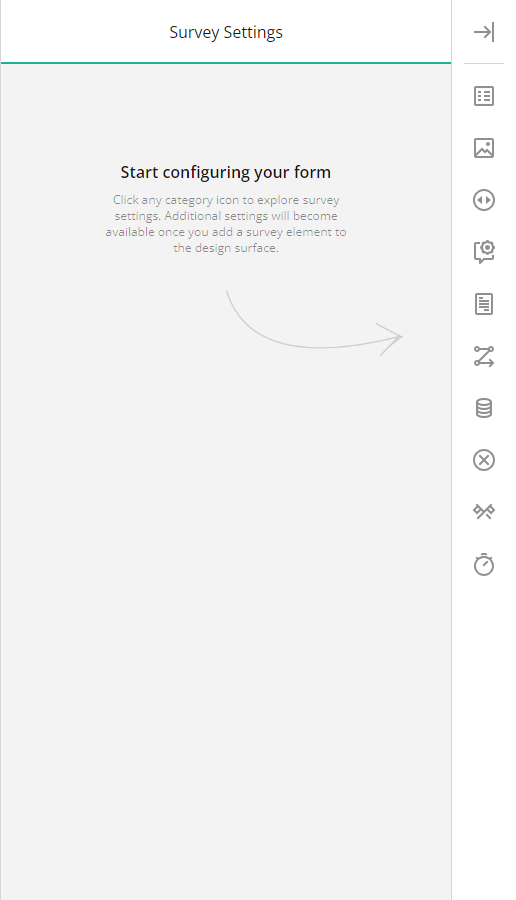 Survey Settings
Start configuring your form
Click any category icon to explore survey
settings. Additional settings will become
available once you add a survey element to
the design surface.